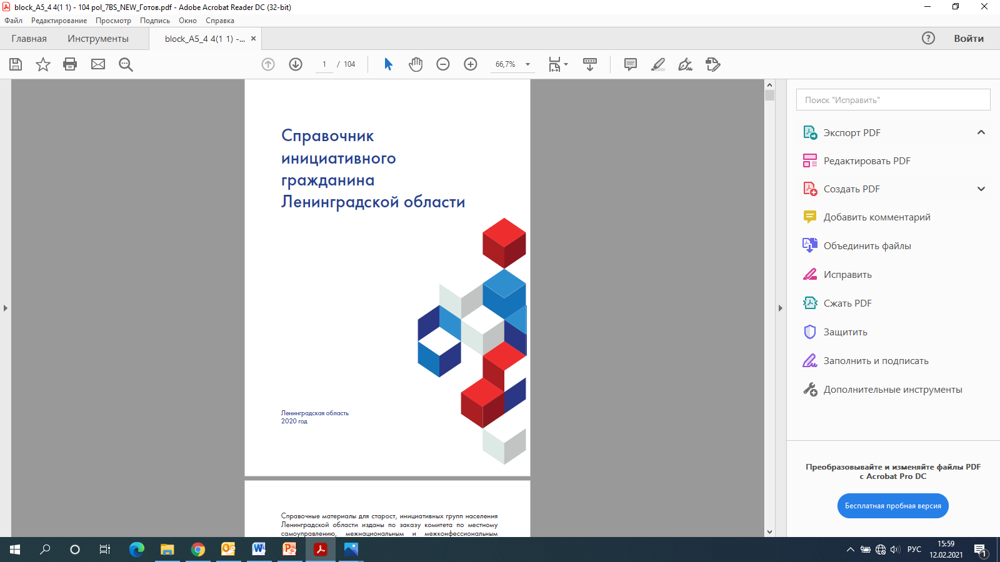 block_A5_4 4(1 1) - 104 pol_7BS_NEW_Готов.pdf - Adobe Acrobat Reader DC (32-bit)
Файл Редактирование Просмотр Подпись Окно Справка
Главная Инструменты block_A5_4 4(1 1) -... × Войти
1 / 104 66,7%
Справочник
инициативного
гражданина
Ленинградской области
Ленинградская область
2020 год
Справочные материалы для старост, инициативных групп населения
Ленинградской области изданы по заказу комитета по местному
самоуправлению, межнациональным и межконфессиональным
Поиск "Исправить"
Экспорт PDF
Редактировать PDF
Создать PDF
Добавить комментарий
Объединить файлы
Исправить
Сжать PDF
Защитить
Заполнить и подписать
Дополнительные инструменты
Преобразовывайте и изменяйте файлы PDF
с Acrobat Pro DC
Бесплатная пробная версия
РУС
15:59
12.02.2021
1